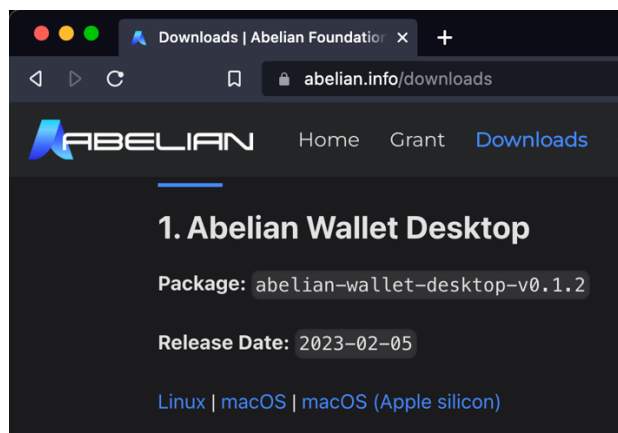 Downloads | Abelian Foundation
abelian.info/downloads
ABELIAN Home Grant Downloads
1. Abelian Wallet Desktop
Package: abelian-wallet-desktop-v0.1.2
Release Date: 2023-02-05
Linux | macOS | macOS (Apple silicon)